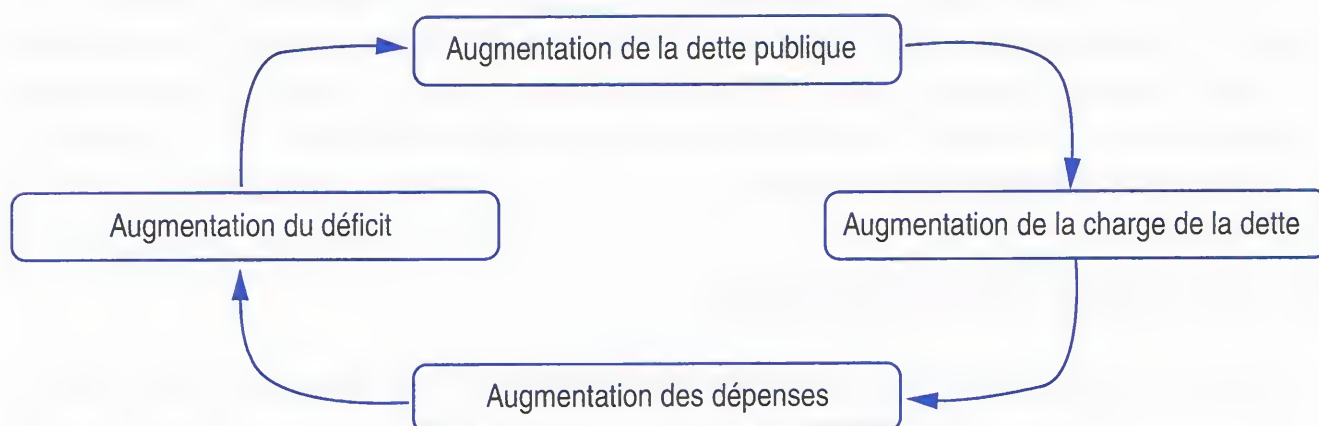 Augmentation de la dette publique
Augmentation du déficit
Augmentation de la charge de la dette
Augmentation des dépenses